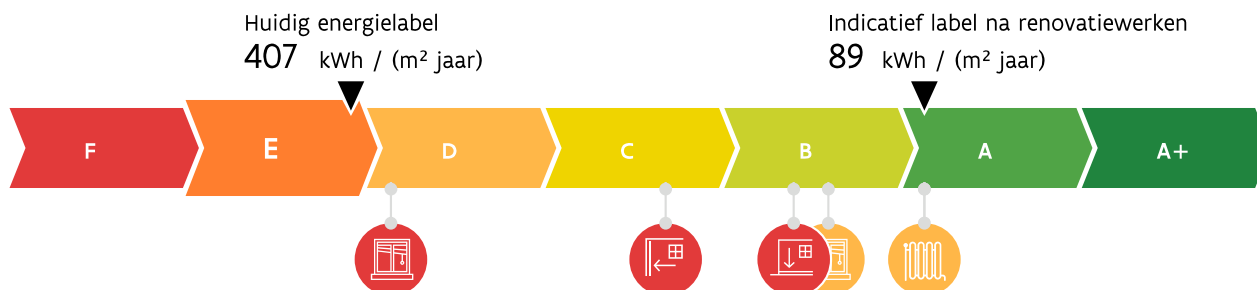 Huidig energielabel
407 kWh / (m² jaar)
Indicatief label na renovatiewerken
89 kWh / (m² jaar)
F E D C B A A+